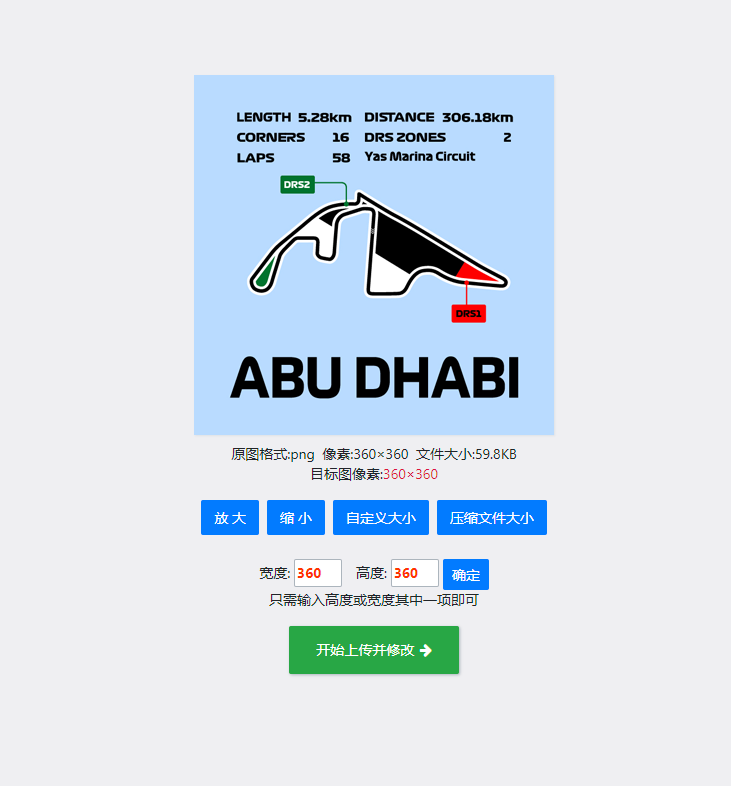 LENGTH 5.28km DISTANCE 306.18km
CORNERS 16 DRS ZONES 2
LAPS 58 Yas Marina Circuit
DRS2
DRS1
ABU DHABI
原图格式:png 像素:360×360 文件大小:59.8KB
目标图像素:360×360
放 大 缩 小 自定义大小 压缩文件大小
宽度: 360 高度: 360 确定
只需输入高度或宽度其中一项即可
开始上传并修改